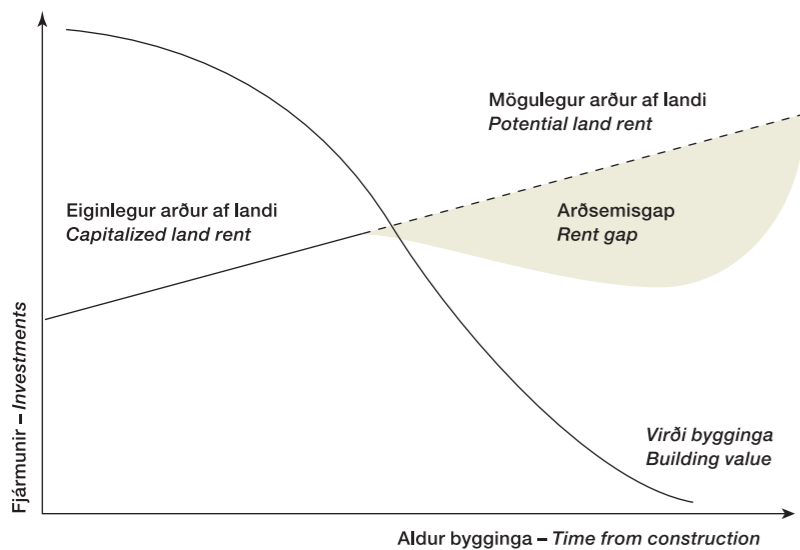 Mögulegur arður af landi
Potential land rent
Eiginlegur arður af landi
Capitalized land rent
Arðsemisgap
Rent gap
Virði bygginga
Building value
Fjármunir – Investments
Aldur bygginga – Time from construction